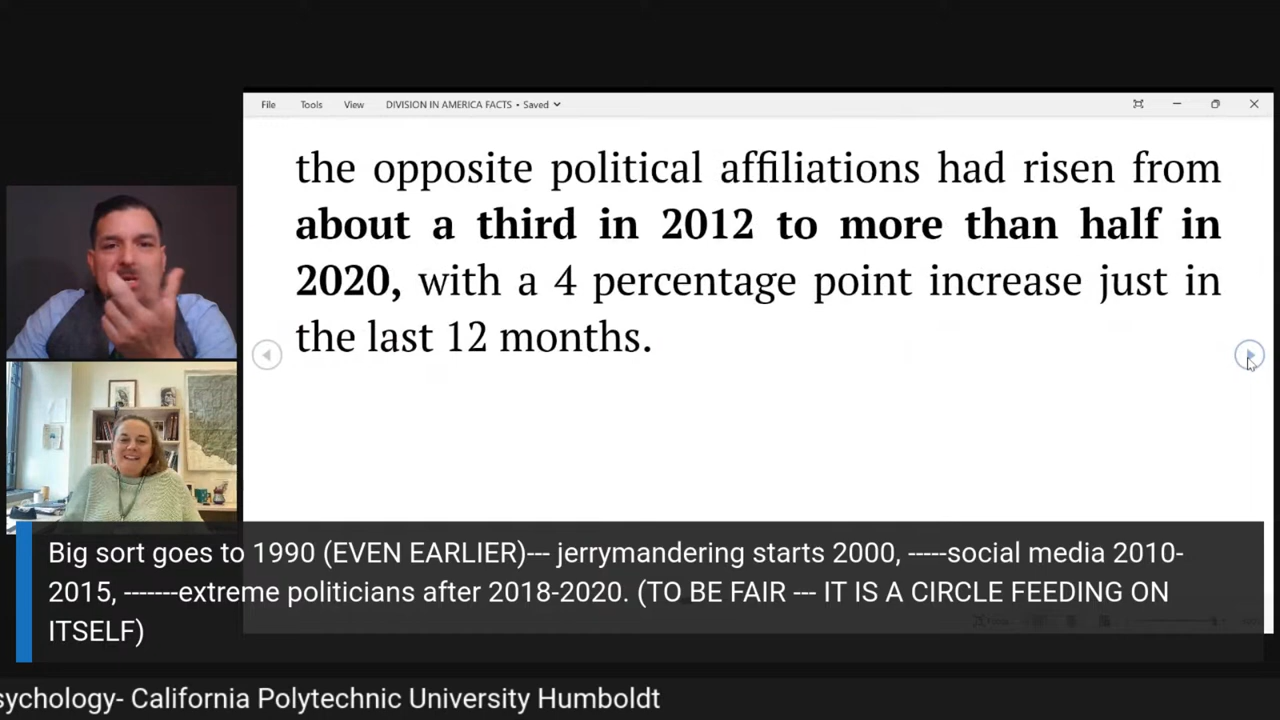 File Tools View DIVISION IN AMERICA FACTS • Saved
the opposite political affiliations had risen from
about a third in 2012 to more than half in
2020, with a 4 percentage point increase just in
the last 12 months.
Big sort goes to 1990 (EVEN EARLIER)--- jerrymandering starts 2000, -----social media 2010-
2015, -------extreme politicians after 2018-2020. (TO BE FAIR --- IT IS A CIRCLE FEEDING ON
ITSELF)
sychology- California Polytechnic University Humboldt